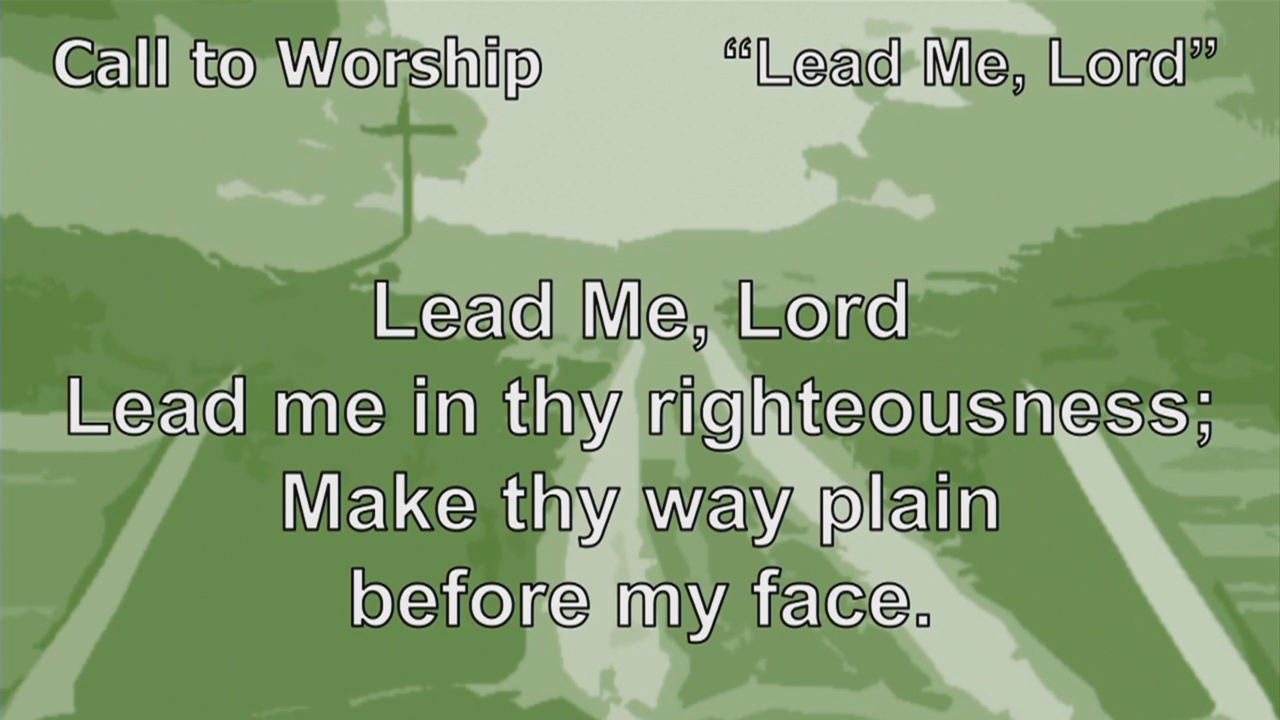 Call to Worship
“Lead Me, Lord”
Lead Me, Lord
Lead me in thy righteousness;
Make thy way plain
before my face.